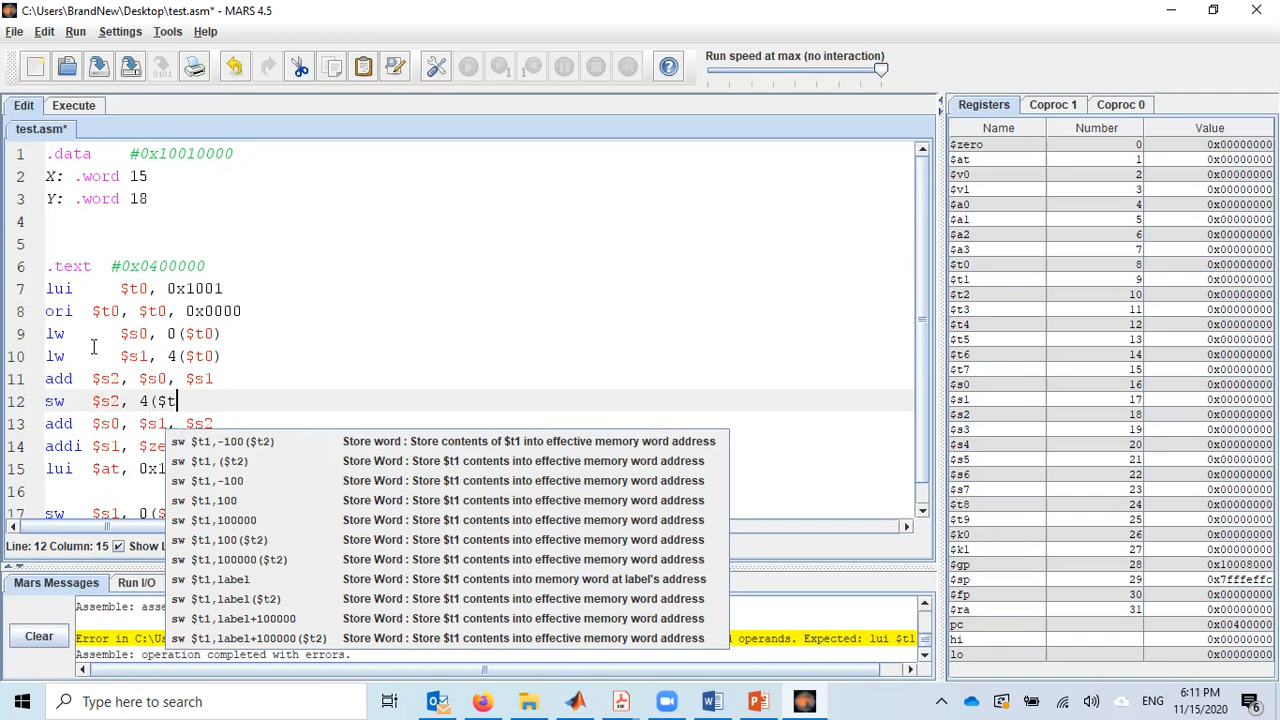 C:\Users\BrandNew\Desktop\test.asm* - MARS 4.5
File Edit Run Settings Tools Help
Run speed at max (no interaction)
Edit Execute
test.asm*
1 .data #0x10010000
2 X: .word 15
3 Y: .word 18
4
5
6 .text #0x0400000
7 lui $t0, 0x1001
8 ori $t0, $t0, 0x0000
9 lw $s0, 0($t0)
10 lw $s1, 4($t0)
11 add $s2, $s0, $s1
12 sw $s2, 4($t
13 add $s0, $s1, $s2
14 addi $s1, $ze
15 lui $at, 0x1
16
17 sw $s1, 0($
sw $t1,-100($t2) Store word : Store contents of $t1 into effective memory word address
sw $t1,($t2) Store Word : Store $t1 contents into effective memory word address
sw $t1,-100 Store Word : Store $t1 contents into effective memory word address
sw $t1,100 Store Word : Store $t1 contents into effective memory word address
sw $t1,100000 Store Word : Store $t1 contents into effective memory word address
sw $t1,100($t2) Store Word : Store $t1 contents into effective memory word address
sw $t1,100000($t2) Store Word : Store $t1 contents into effective memory word address
sw $t1,label Store Word : Store $t1 contents into memory word at label's address
sw $t1,label($t2) Store Word : Store $t1 contents into effective memory word address
sw $t1,label+100000 Store Word : Store $t1 contents into effective memory word address
sw $t1,label+100000($t2) Store Word : Store $t1 contents into effective memory word address
Line: 12 Column: 15 Show L
Mars Messages Run I/O
Clear
Assemble: asse
Error in C:\Us l operands. Expected: lui $t1
Assemble: operation completed with errors.
Registers Coproc 1 Coproc 0
Name Number Value
$zero 0 0x00000000
$at 1 0x00000000
$v0 2 0x00000000
$v1 3 0x00000000
$a0 4 0x00000000
$a1 5 0x00000000
$a2 6 0x00000000
$a3 7 0x00000000
$t0 8 0x00000000
$t1 9 0x00000000
$t2 10 0x00000000
$t3 11 0x00000000
$t4 12 0x00000000
$t5 13 0x00000000
$t6 14 0x00000000
$t7 15 0x00000000
$s0 16 0x00000000
$s1 17 0x00000000
$s2 18 0x00000000
$s3 19 0x00000000
$s4 20 0x00000000
$s5 21 0x00000000
$s6 22 0x00000000
$s7 23 0x00000000
$t8 24 0x00000000
$t9 25 0x00000000
$k0 26 0x00000000
$k1 27 0x00000000
$gp 28 0x10008000
$sp 29 0x7fffeffc
$fp 30 0x00000000
$ra 31 0x00000000
pc 0x00400000
hi 0x00000000
lo 0x00000000
Type here to search
ENG
6:11 PM
11/15/2020
6